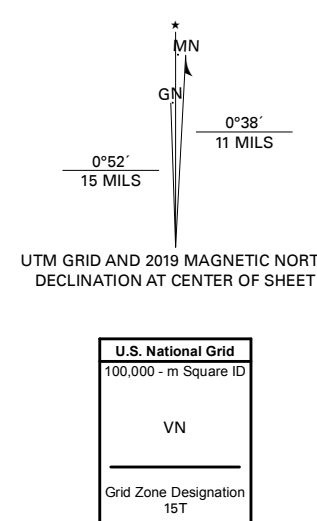 ★
MN
GN
0°38´
11 MILS
0°52´
15 MILS
UTM GRID AND 2019 MAGNETIC NORT
DECLINATION AT CENTER OF SHEET
U.S. National Grid
100,000 - m Square ID
VN
Grid Zone Designation
15T